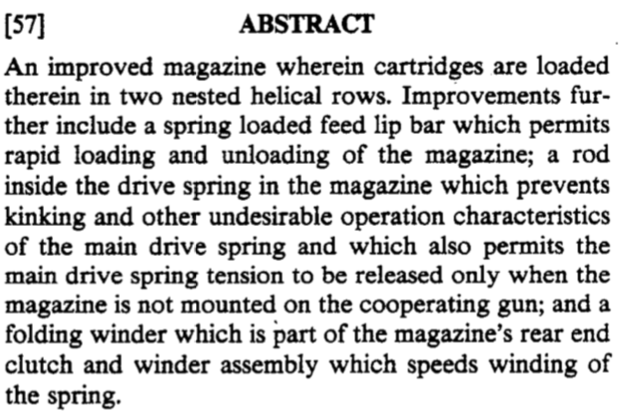 [57] ABSTRACT
An improved magazine wherein cartridges are loaded
therein in two nested helical rows. Improvements fur-
ther include a spring loaded feed lip bar which permits
rapid loading and unloading of the magazine; a rod
inside the drive spring in the magazine which prevents
kinking and other undesirable operation characteristics
of the main drive spring and which also permits the
main drive spring tension to be released only when the
magazine is not mounted on the cooperating gun; and a
folding winder which is part of the magazine's rear end
clutch and winder assembly which speeds winding of
the spring.